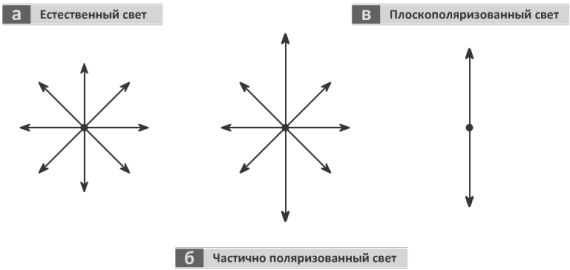 а Естественный свет
в Плоскополяризованный свет
б Частично поляризованный свет